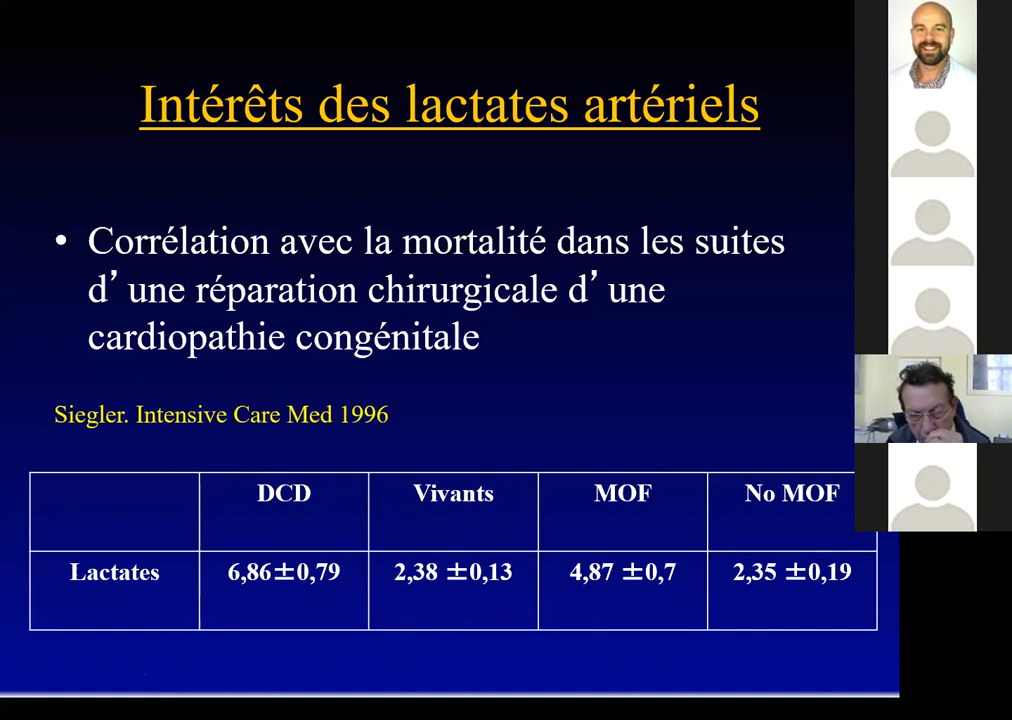 Intérêts des lactates artériels
• Corrélation avec la mortalité dans les suites
d’ une réparation chirurgicale d’ une
cardiopathie congénitale
Siegler. Intensive Care Med 1996
DCD Vivants MOF No MOF
Lactates 6,86±0,79 2,38 ±0,13 4,87 ±0,7 2,35 ±0,19